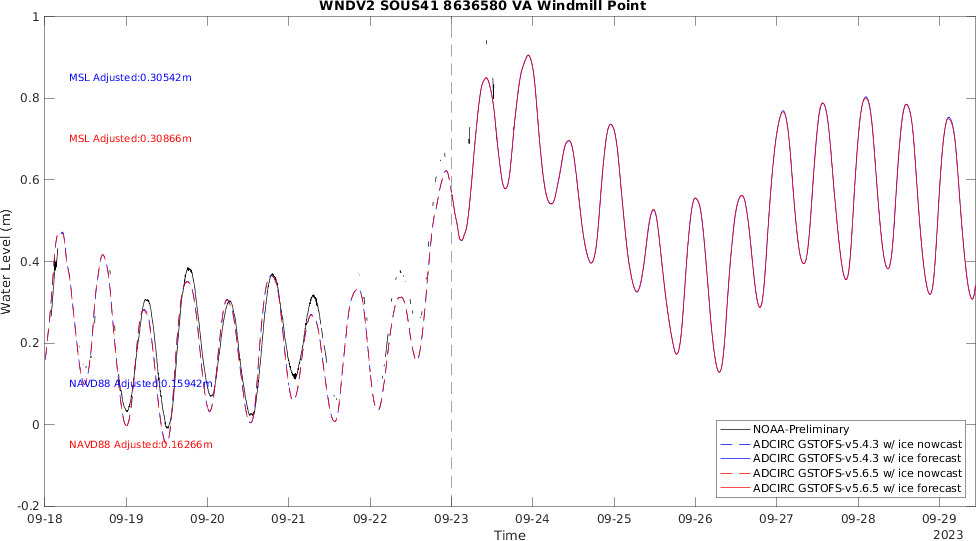 WNDV2 SOUS41 8636580 VA Windmill Point
1
0.8
0.6
0.4
0.2
0
-0.2
Water Level (m)
MSL Adjusted:0.30542m
MSL Adjusted:0.30866m
NAVD88 Adjusted:0.15942m
NAVD88 Adjusted:0.16266m
NOAA-Preliminary
ADCIRC GSTOFS-v5.4.3 w/ ice nowcast
ADCIRC GSTOFS-v5.4.3 w/ ice forecast
ADCIRC GSTOFS-v5.6.5 w/ ice nowcast
ADCIRC GSTOFS-v5.6.5 w/ ice forecast
09-18 09-19 09-20 09-21 09-22 09-23 09-24 09-25 09-26 09-27 09-28 09-29
Time
2023